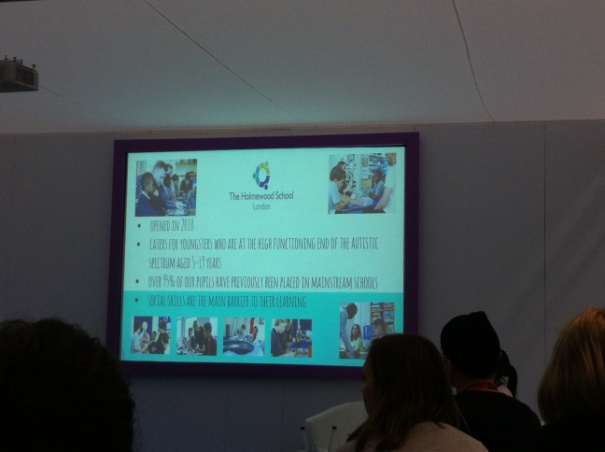 The Holmewood School
London
• OPENED IN 2010
• CATERS FOR YOUNGSTERS WHO ARE AT THE HIGH FUNCTIONING END OF THE AUTISTIC
SPECTRUM AGED 5-19 YEARS
• OVER 95% OF OUR PUPILS HAVE PREVIOUSLY BEEN PLACED IN MAINSTREAM SCHOOLS
• SOCIAL SKILLS ARE THE MAIN BARRIER TO THEIR LEARNING